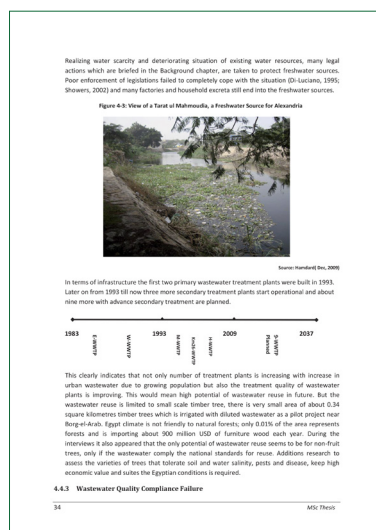 Realizing water scarcity and deteriorating situation of existing water resources, many legal
actions which are briefed in the Background chapter, are taken to protect freshwater sources.
Poor enforcement of legislations failed to completely cope with the situation (Di-Luciano, 1995;
Showers, 2002) and many factories and household excreta still end into the freshwater sources.
Figure 4-3: View of a Tarat ul Mahmoudia, a Freshwater Source for Alexandria
Source: Hamdard( Dec, 2009)
In terms of infrastructure the first two primary wastewater treatment plants were built in 1993.
Later on from 1993 till now three more secondary treatment plants start operational and about
nine more with advance secondary treatment are planned.
1983 1993 2009 2037
E-WWTP
W-WWTP
M-WWTP
Km26-WWTP
H-WWTP
9-WWTP
Planned
This clearly indicates that not only number of treatment plants is increasing with increase in
urban wastewater due to growing population but also the treatment quality of wastewater
plants is improving. This would mean high potential of wastewater reuse in future. But the
wastewater reuse is limited to small scale timber tree, there is very small area of about 0.34
square kilometres timber trees which is irrigated with diluted wastewater as a pilot project near
Borg-el-Arab. Egypt climate is not friendly to natural forests; only 0.01% of the area represents
forests and is importing about 900 million USD of furniture wood each year. During the
interviews it also appeared that the only potential of wastewater reuse seems to be for non-fruit
trees, only if the wastewater comply the national standards for reuse. Additions research to
assess the varieties of trees that tolerate soil and water salinity, pests and disease, keep high
economic value and suites the Egyptian conditions is required.
4.4.3 Wastewater Quality Compliance Failure
34 MSc Thesis